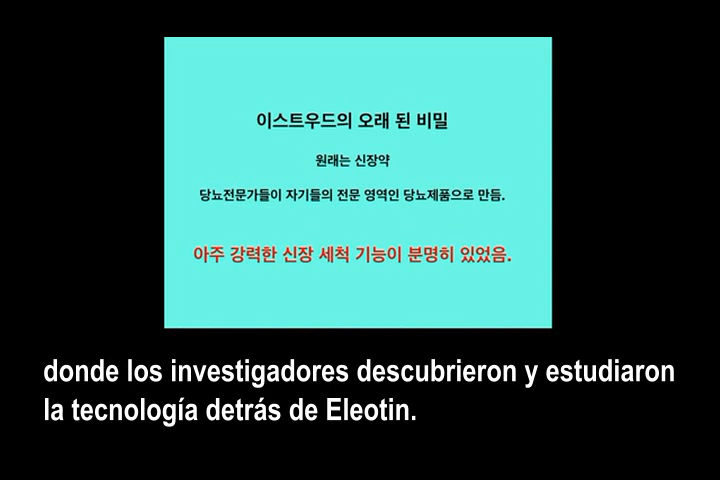 이스트우드의 오래 된 비밀
원래는 신장약
당뇨전문가들이 자기들의 전문 영역인 당뇨제품으로 만듬.
아주 강력한 신장 세척 기능이 분명히 있었음.
donde los investigadores descubrieron y estudiaron
la tecnología detrás de Eleotin.